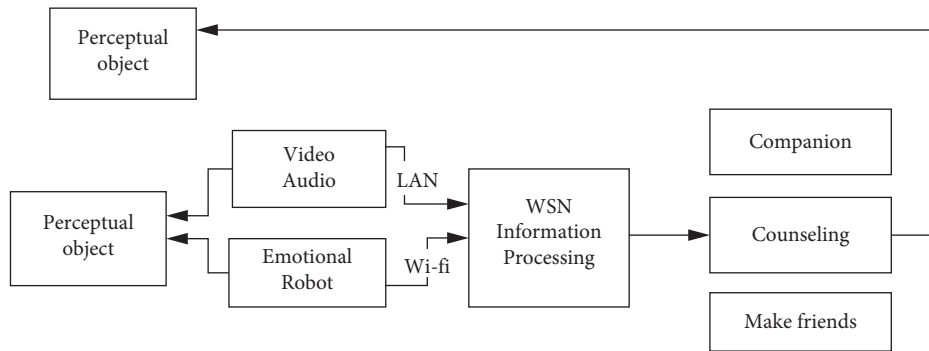 Perceptual
object
Companion
Video
Audio
LAN
WSN
Information
Processing
Perceptual
object
Counseling
Emotional
Robot
Wi-fi
Make friends